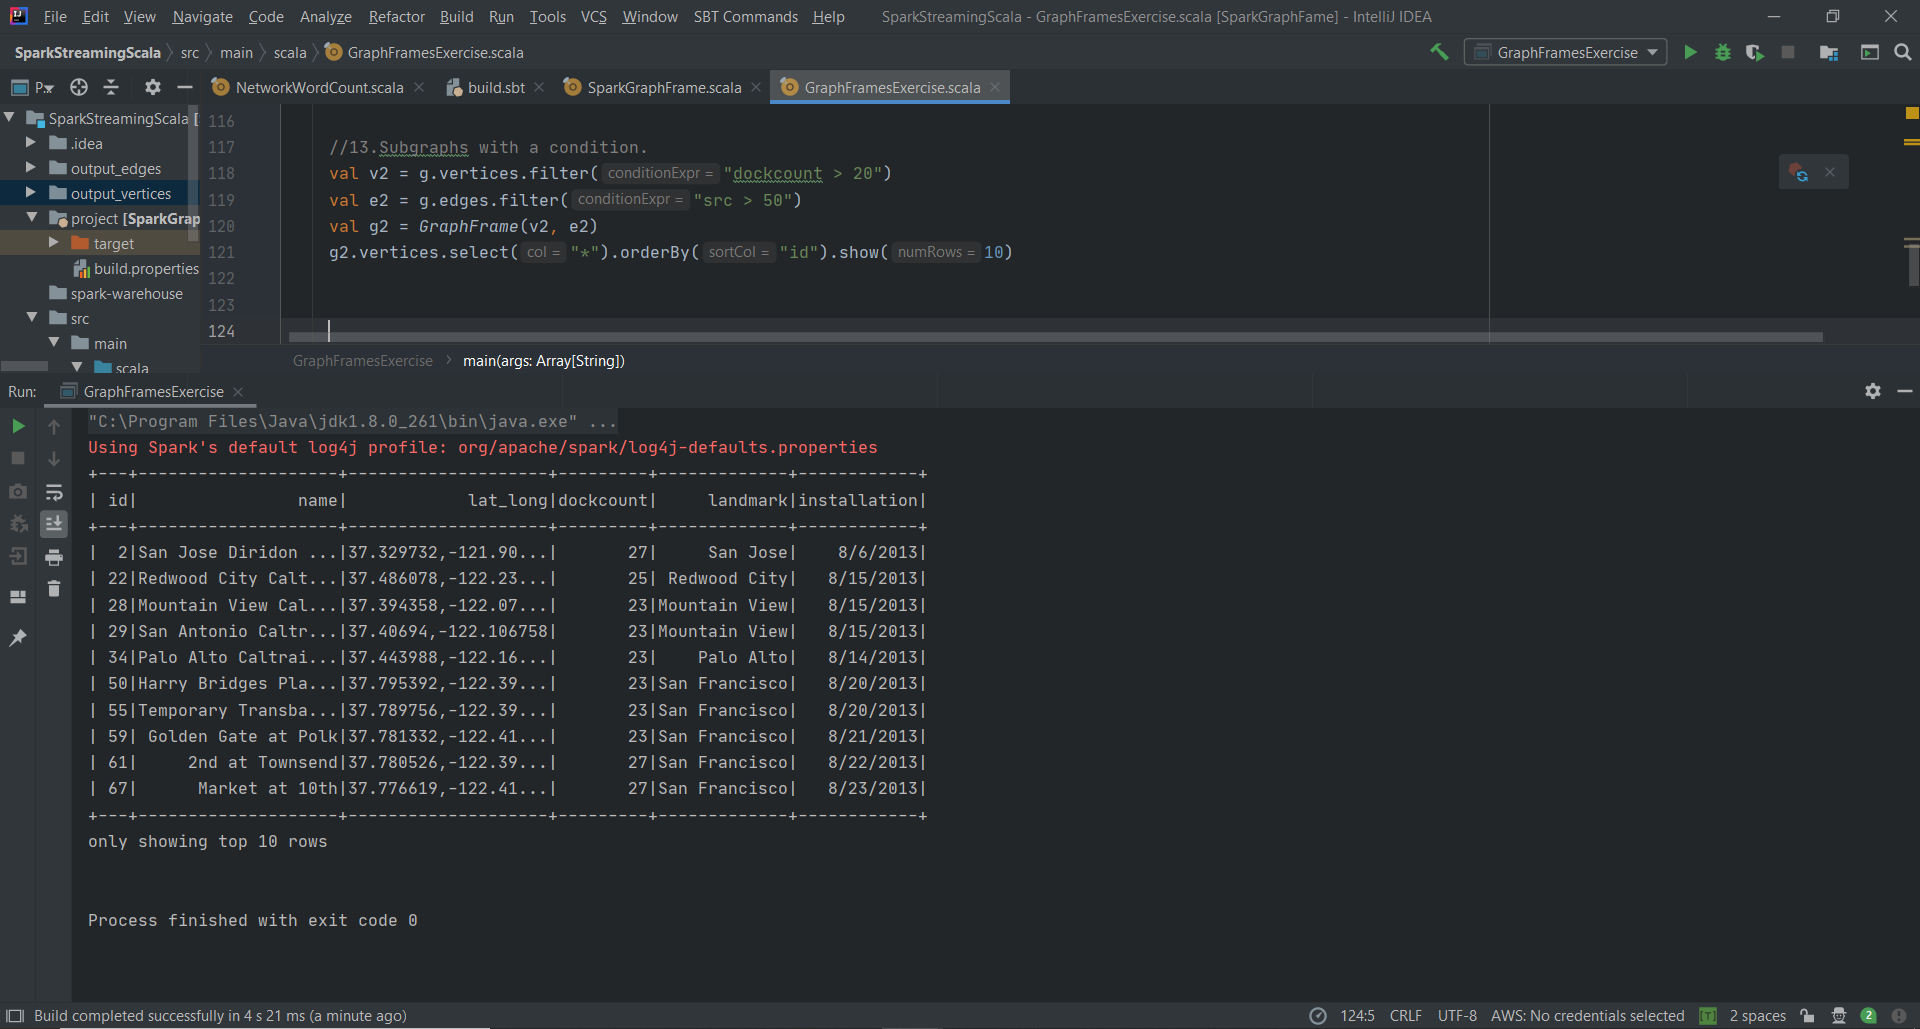 File Edit View Navigate Code Analyze Refactor Build Run Tools VCS Window SBT Commands Help SparkStreamingScala - GraphFramesExercise.scala [SparkGraphFame] - IntelliJ IDEA
SparkStreamingScala src main scala GraphFramesExercise.scala GraphFramesExercise
P.. NetworkWordCount.scala build.sbt SparkGraphFrame.scala GraphFramesExercise.scala
SparkStreamingScala [
.idea
output_edges
output_vertices
project [SparkGrap
target
build.properties
spark-warehouse
src
main
scala
116
117 //13.Subgraphs with a condition.
118 val v2 = g.vertices.filter( conditionExpr = "dockcount > 20")
119 val e2 = g.edges.filter( conditionExpr = "src > 50")
120 val g2 = GraphFrame(v2, e2)
121 g2.vertices.select( col = "*").orderBy( sortCol = "id").show( numRows = 10)
122
123
124
GraphFramesExercise main(args: Array[String])
Run: GraphFramesExercise
"C:\Program Files\Java\jdk1.8.0_261\bin\java.exe" ...
Using Spark's default log4j profile: org/apache/spark/log4j-defaults.properties
+---+--------------------+--------------------+---------+-------------+------------+
| id|                name|            lat_long|dockcount|     landmark|installation|
+---+--------------------+--------------------+---------+-------------+------------+
|  2|San Jose Diridon ...|37.329732,-121.90...|       27|     San Jose|    8/6/2013|
| 22|Redwood City Calt...|37.486078,-122.23...|       25| Redwood City|   8/15/2013|
| 28|Mountain View Cal...|37.394358,-122.07...|       23|Mountain View|   8/15/2013|
| 29|San Antonio Caltr...|37.40694,-122.106758|       23|Mountain View|   8/15/2013|
| 34|Palo Alto Caltrai...|37.443988,-122.16...|       23|    Palo Alto|   8/14/2013|
| 50|Harry Bridges Pla...|37.795392,-122.39...|       23|San Francisco|   8/20/2013|
| 55|Temporary Transba...|37.789756,-122.39...|       23|San Francisco|   8/20/2013|
| 59| Golden Gate at Polk|37.781332,-122.41...|       23|San Francisco|   8/21/2013|
| 61|     2nd at Townsend|37.780526,-122.39...|       27|San Francisco|   8/22/2013|
| 67|      Market at 10th|37.776619,-122.41...|       27|San Francisco|   8/23/2013|
+---+--------------------+--------------------+---------+-------------+------------+
only showing top 10 rows
Process finished with exit code 0
Build completed successfully in 4 s 21 ms (a minute ago) 124:5 CRLF UTF-8 AWS: No credentials selected [T] 2 spaces 2